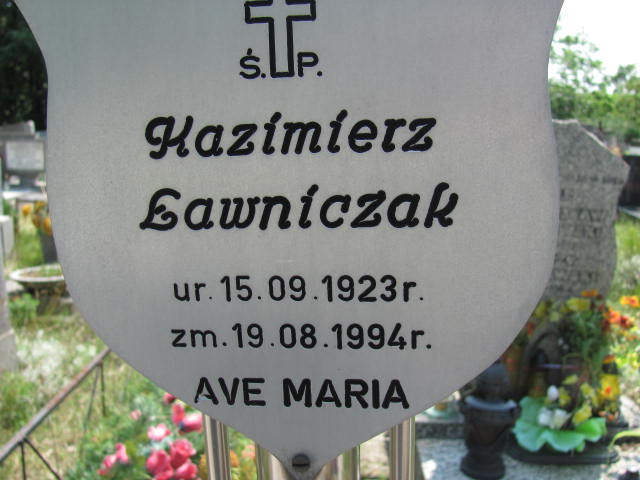 Ś.P.
Kazimierz
Ławniczak
ur. 15.09.1923r.
zm. 19.08.1994r.
AVE MARIA